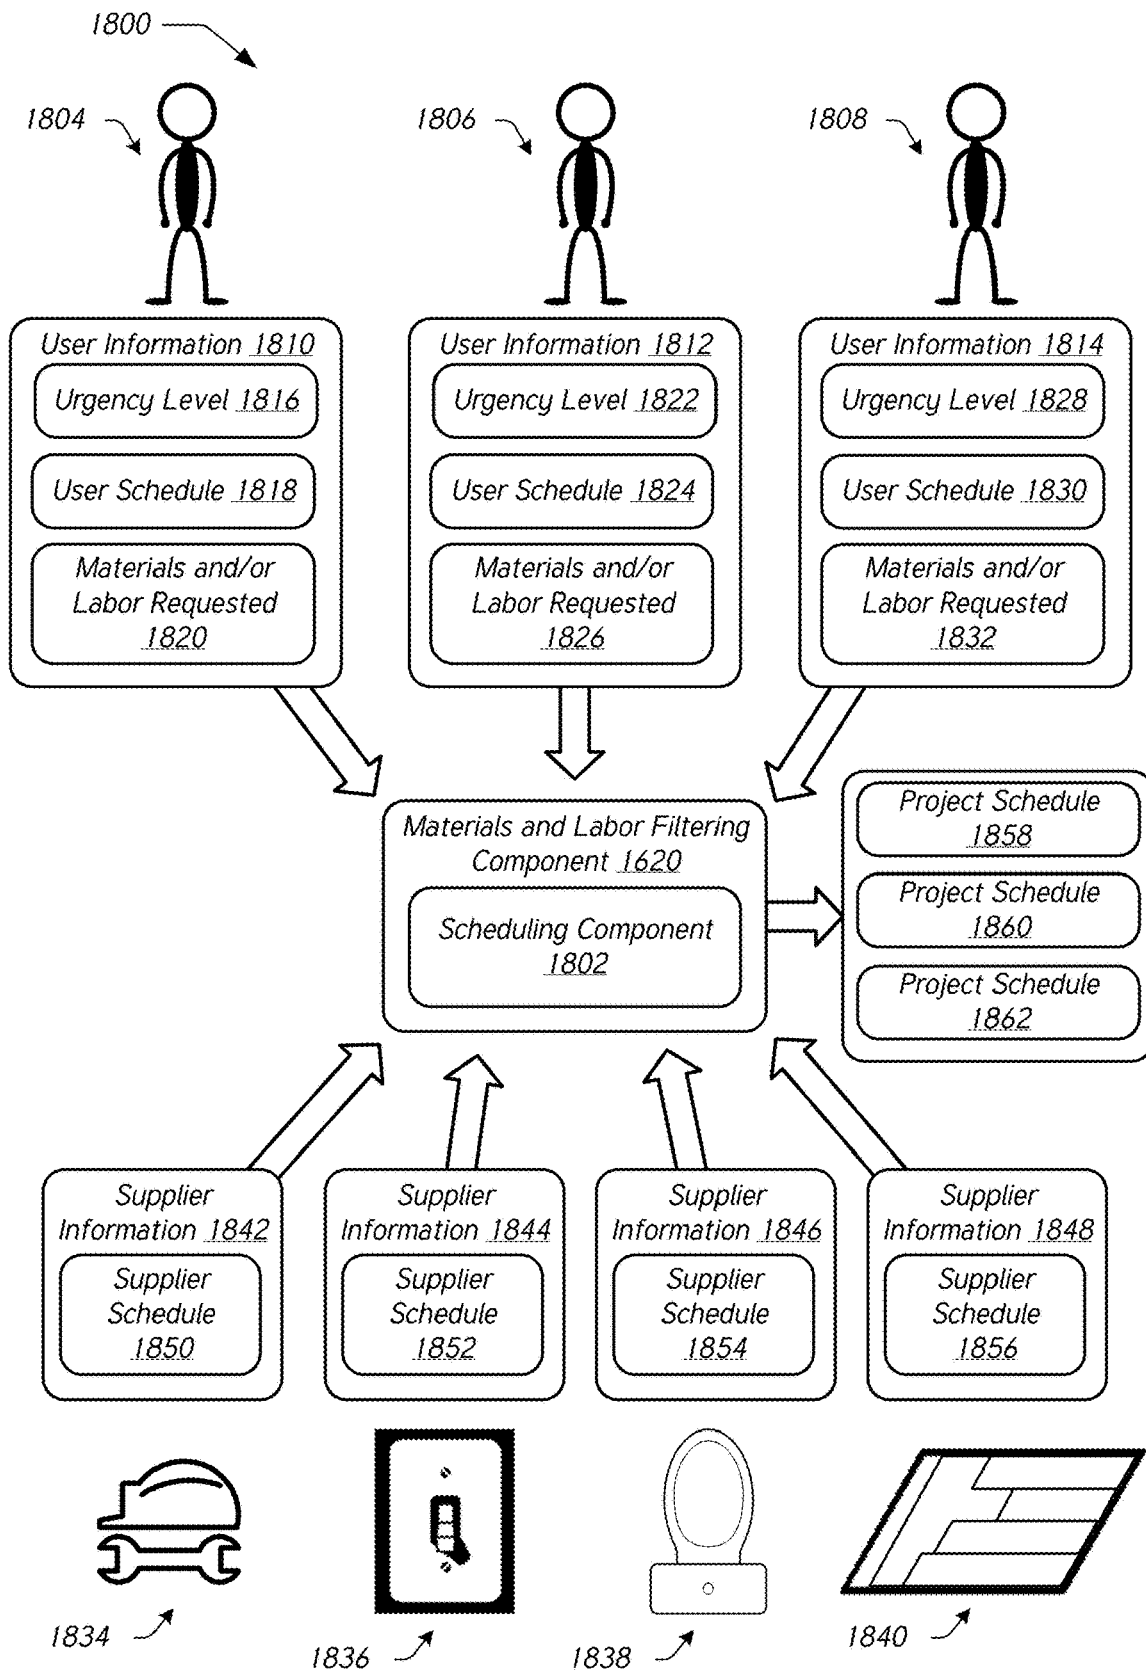 1800
1804
1806
1808
User Information 1810
Urgency Level 1816
User Schedule 1818
Materials and/or
Labor Requested
1820
User Information 1812
Urgency Level 1822
User Schedule 1824
Materials and/or
Labor Requested
1826
User Information 1814
Urgency Level 1828
User Schedule 1830
Materials and/or
Labor Requested
1832
Materials and Labor Filtering
Component 1620
Scheduling Component
1802
Project Schedule
1858
Project Schedule
1860
Project Schedule
1862
Supplier
Information 1842
Supplier
Schedule
1850
Supplier
Information 1844
Supplier
Schedule
1852
Supplier
Information 1846
Supplier
Schedule
1854
Supplier
Information 1848
Supplier
Schedule
1856
1834
1836
1838
1840